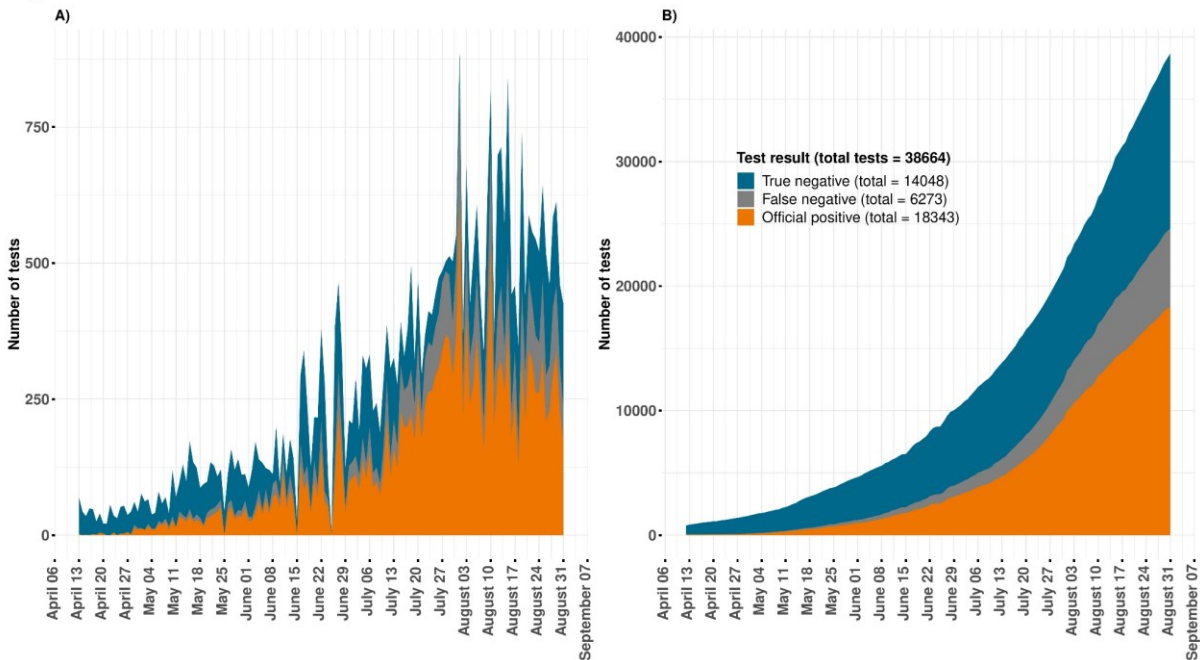 A)
Number of tests
750
500
250
0
April 06
April 13
April 20
April 27
May 04
May 11
May 18
May 25
June 01
June 08
June 15
June 22
June 29
July 06
July 13
July 20
July 27
August 03
August 10
August 17
August 24
August 31
September 07
B)
Number of tests
40000
30000
20000
10000
0
Test result (total tests = 38664)
True negative (total = 14048)
False negative (total = 6273)
Official positive (total = 18343)
April 06
April 13
April 20
April 27
May 04
May 11
May 18
May 25
June 01
June 08
June 15
June 22
June 29
July 06
July 13
July 20
July 27
August 03
August 10
August 17
August 24
August 31
September 07